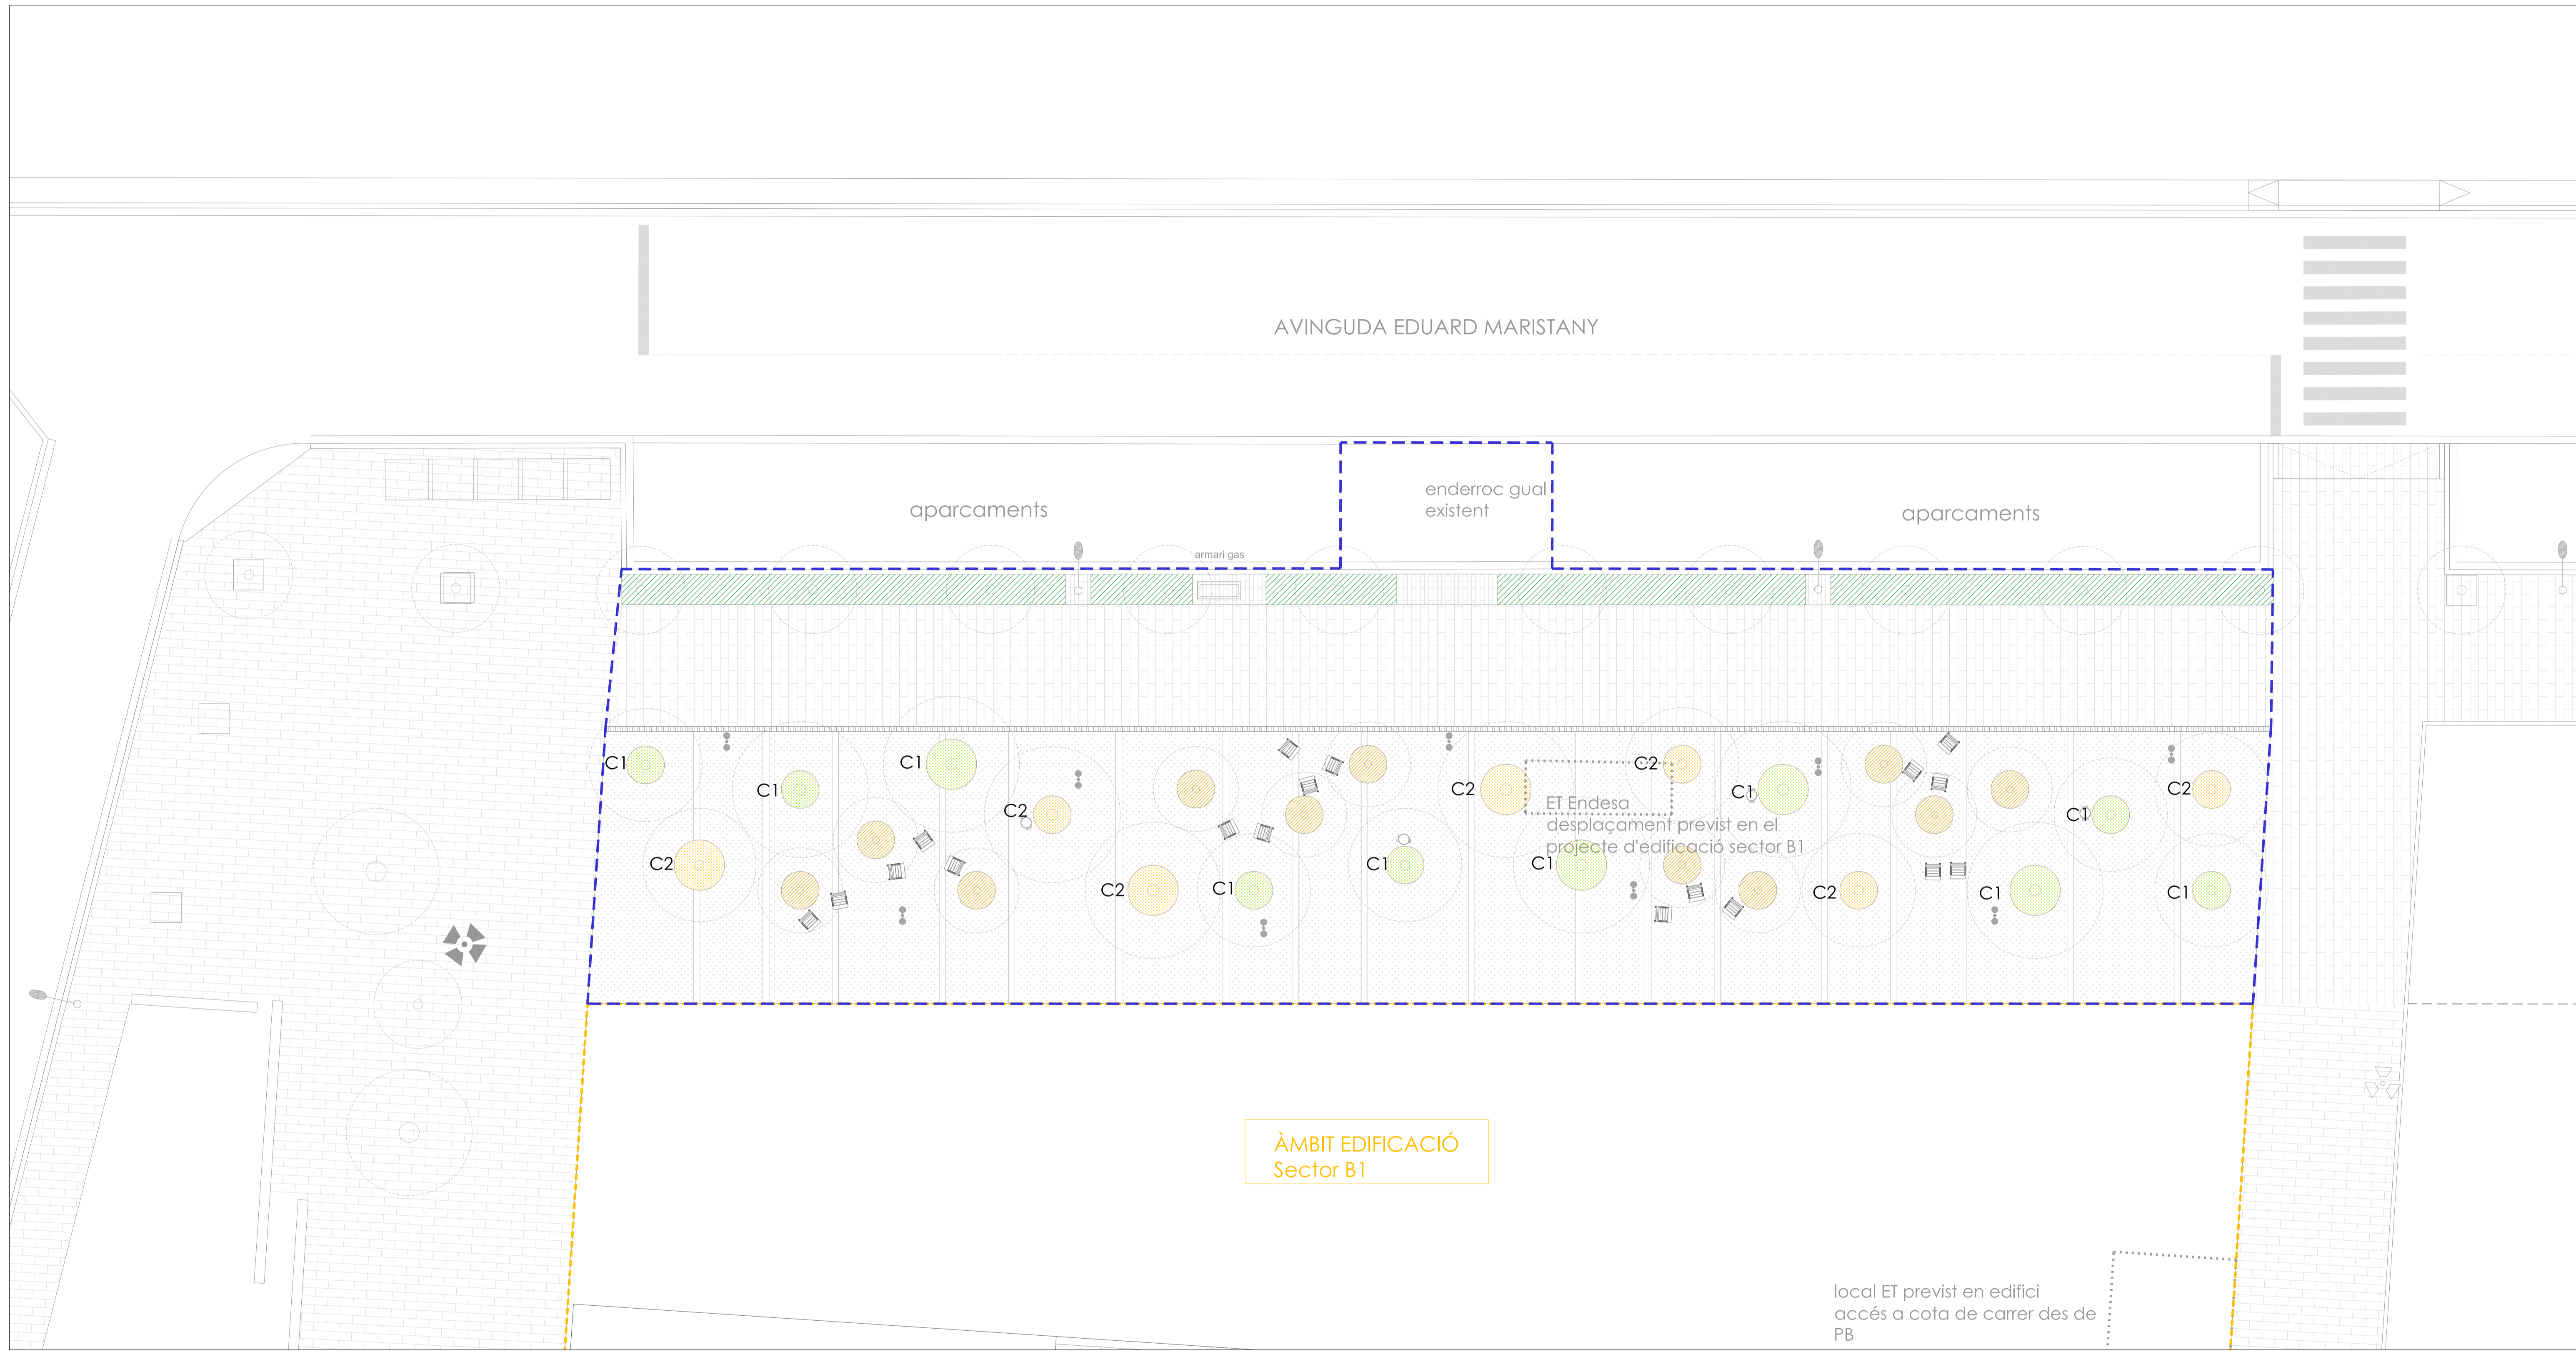 AVINGUDA EDUARD MARISTANY
enderroc gual
existent
aparcaments
aparcaments
armari gas
C1
C1
C1
C2
C2
C2
C1
C1
C2
C2
C1
C1
C2
C1
C2
C1
C1
C2
C1
ET Endesa
desplaçament previst en el
projecte d'edificació sector B1
ÀMBIT EDIFICACIÓ
Sector B1
local ET previst en edifici
accés a cota de carrer des de
PB